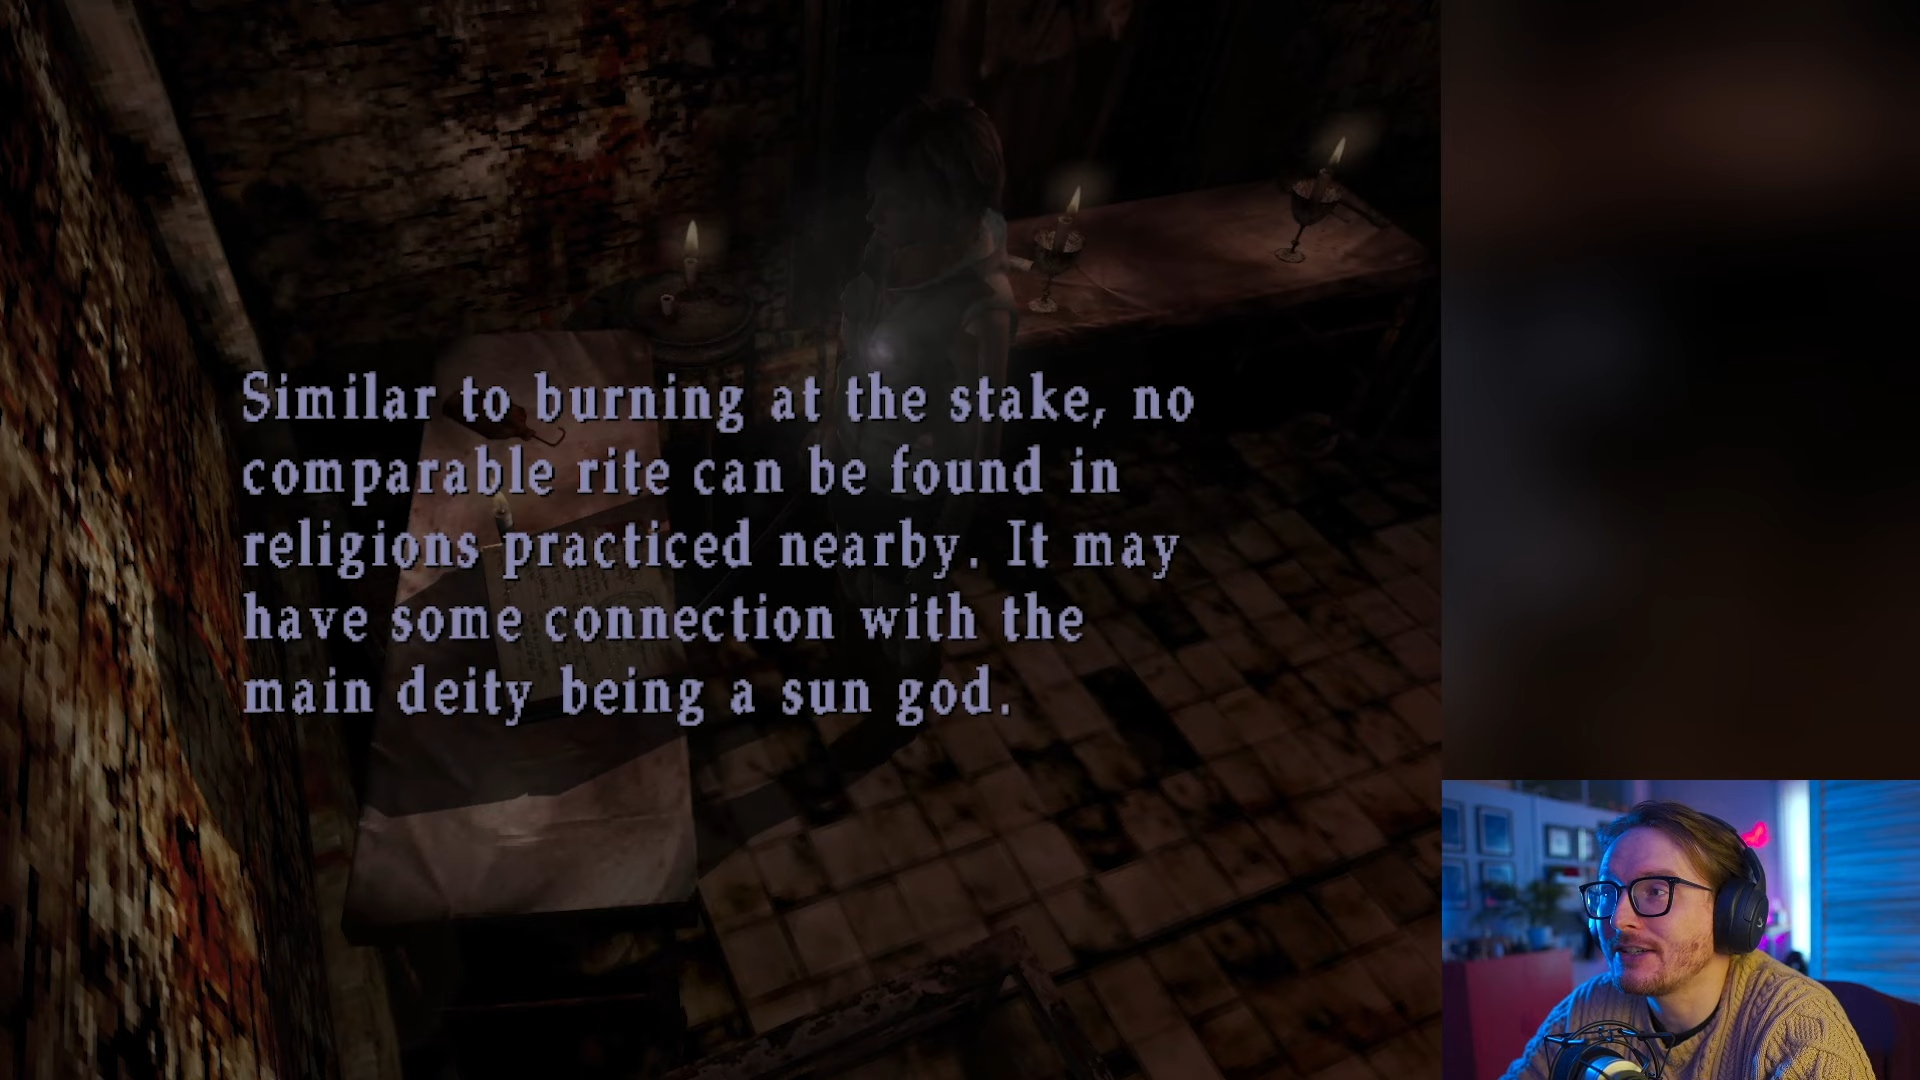 Similar to burning at the stake, no
comparable rite can be found in
religions practiced nearby. It may
have some connection with the
main deity being a sun god.